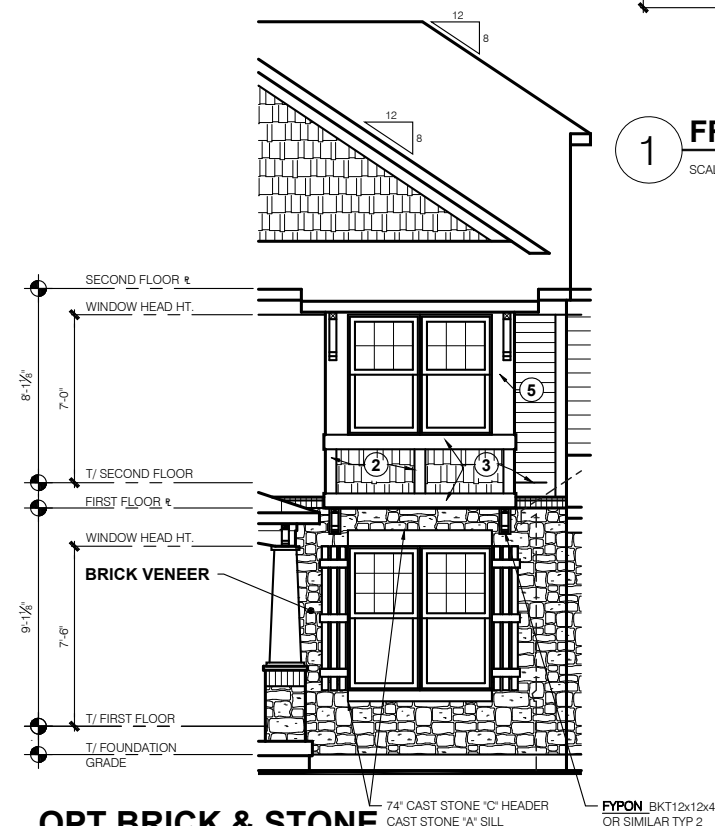 12
8
12
8
1
SCAL
SECOND FLOOR ⅊
WINDOW HEAD HT.
8'-1⅛"
7'-0"
5
2
3
T/ SECOND FLOOR
FIRST FLOOR ⅊
WINDOW HEAD HT.
BRICK VENEER
9'-1⅛"
7'-6"
T/ FIRST FLOOR
T/ FOUNDATION
GRADE
74" CAST STONE "C" HEADER
CAST STONE "A" SILL
FYPON BKT12x12x4
OR SIMILAR TYP 2
OPT BRICK & STONE